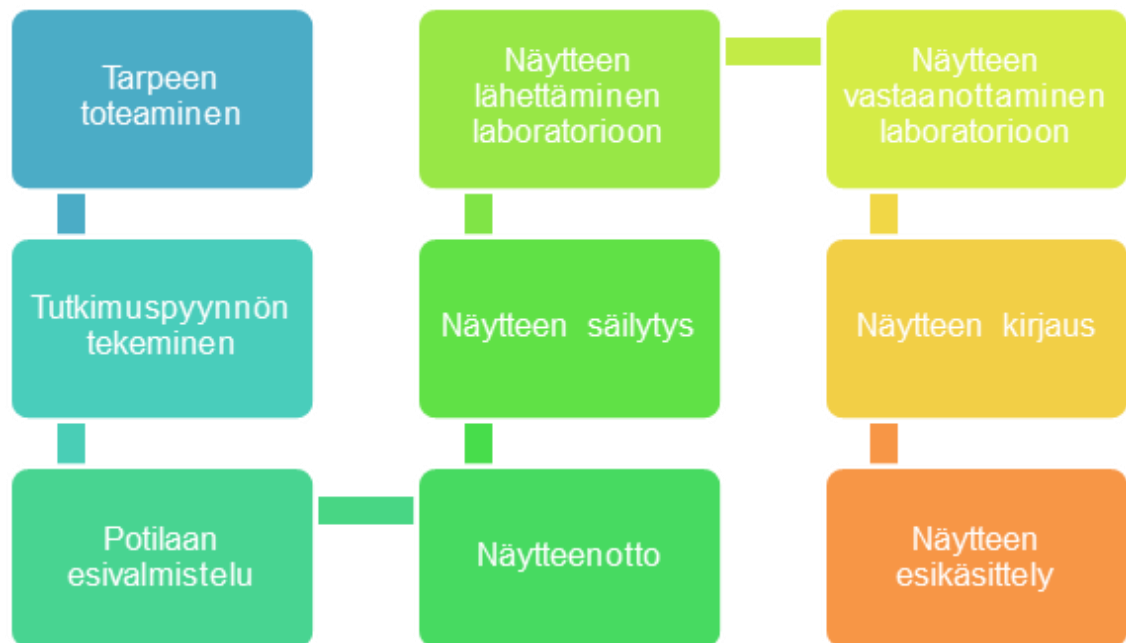 Tarpeen
toteaminen
Tutkimuspyynnön
tekeminen
Potilaan
esivalmistelu
Näytteenotto
Näytteen säilytys
Näytteen
lähettäminen
laboratorioon
Näytteen
vastaanottaminen
laboratorioon
Näytteen kirjaus
Näytteen
esikäsittely